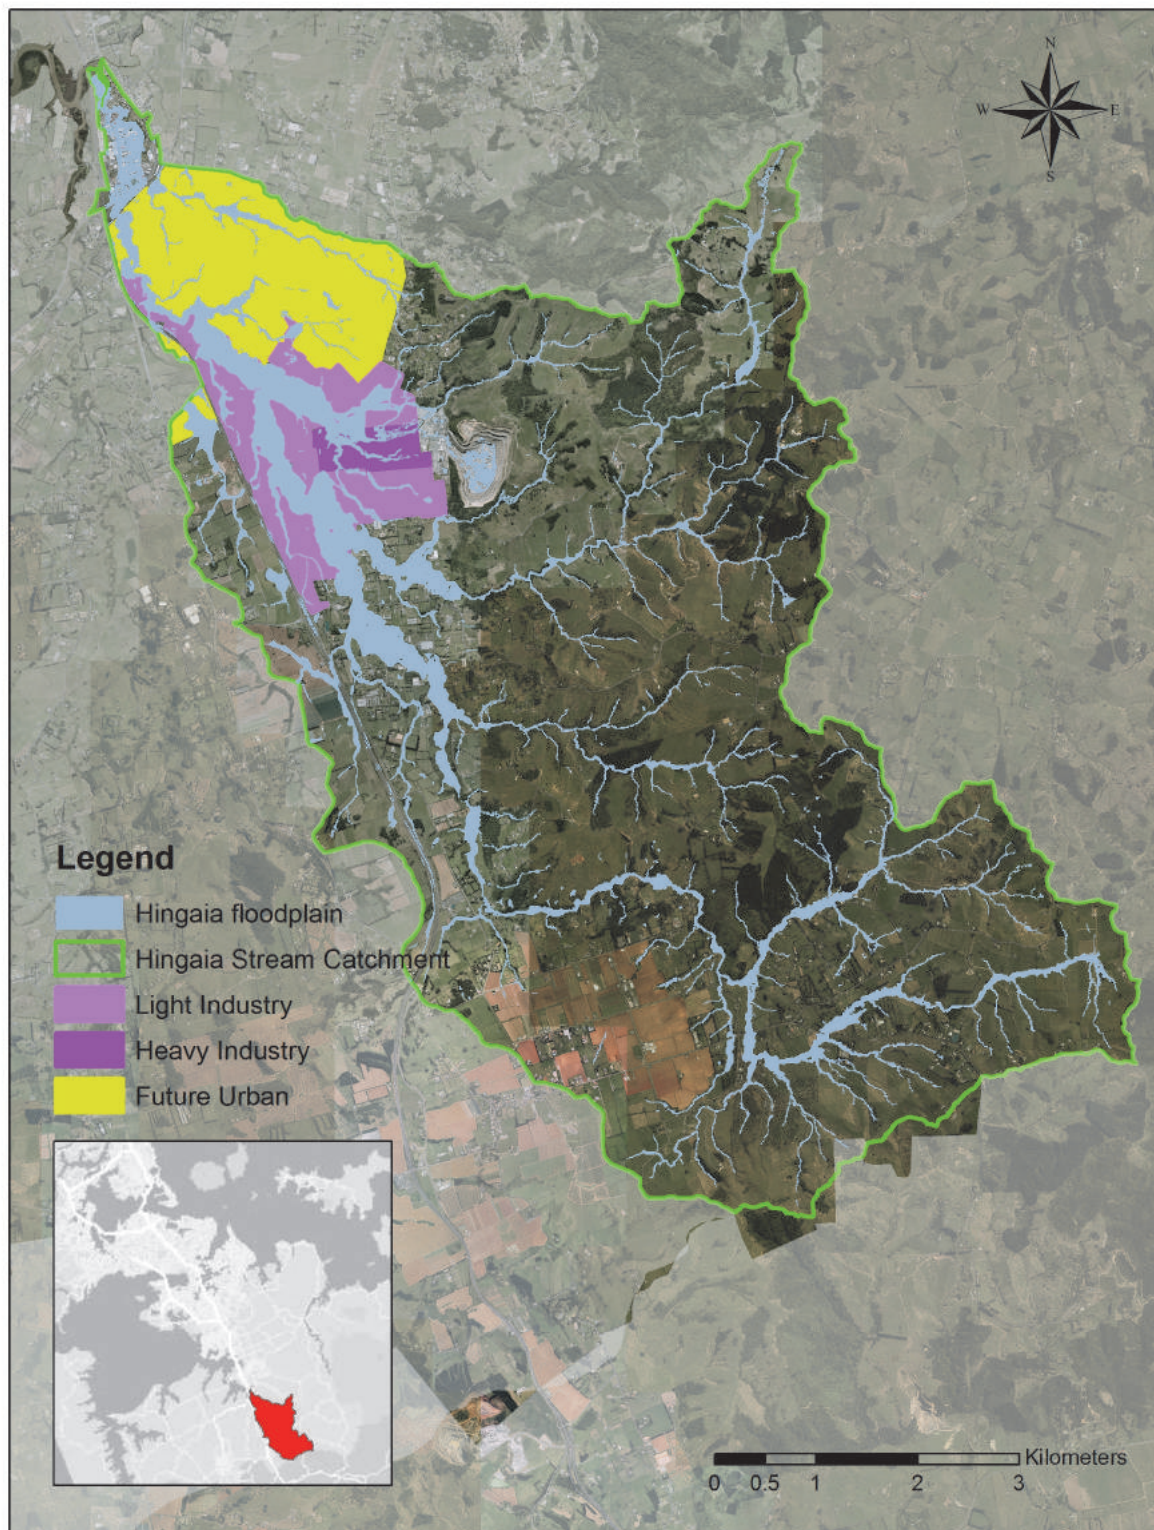 N
W E
S
Legend
Hingaia floodplain
Hingaia Stream Catchment
Light Industry
Heavy Industry
Future Urban
Kilometers
0 0.5 1 2 3